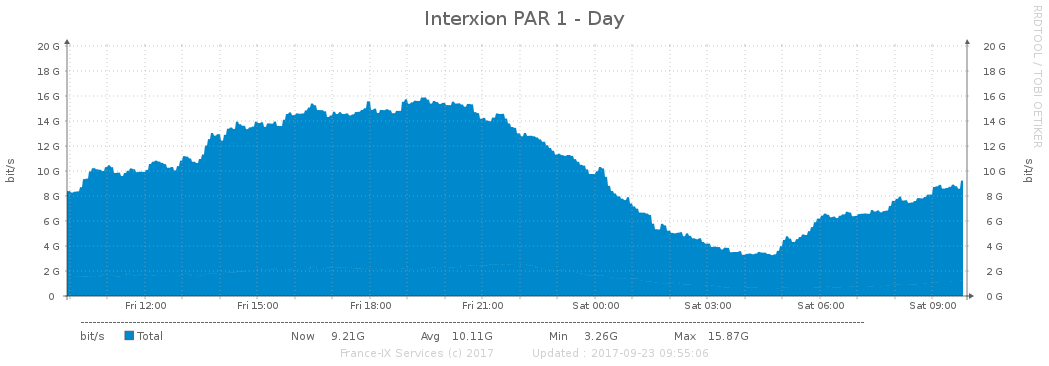 Interxion PAR 1 - Day
RRDTOOL / TOBI OETIKER
20 G 20 G
18 G 18 G
16 G 16 G
14 G 14 G
12 G 12 G
10 G 10 G
8 G 8 G
6 G 6 G
4 G 4 G
2 G 2 G
0 0 G
bit/s
bit/s
Fri 12:00 Fri 15:00 Fri 18:00 Fri 21:00 Sat 00:00 Sat 03:00 Sat 06:00 Sat 09:00
bit/s Total Now 9.21G Avg 10.11G Min 3.26G Max 15.87G
France-IX Services (c) 2017 Updated : 2017-09-23 09:55:06